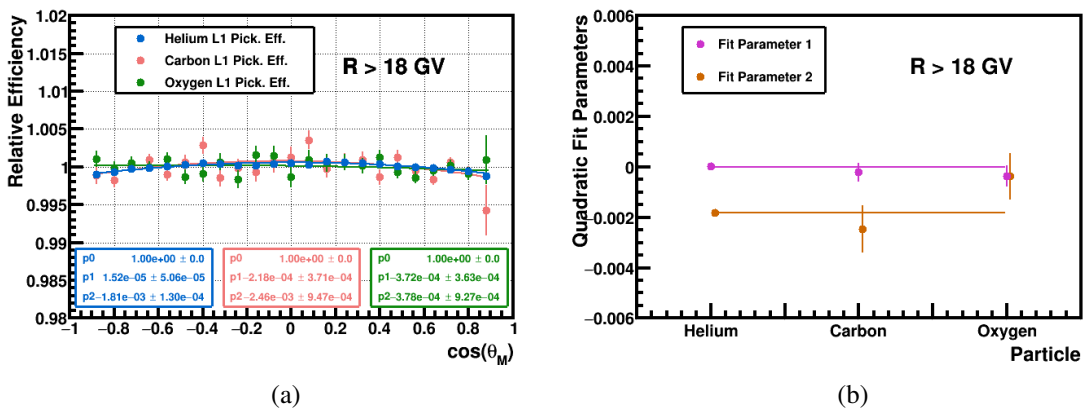 1.02
1.015
1.01
1.005
1
0.995
0.99
0.985
0.98
Relative Efficiency
Helium L1 Pick. Eff.
Carbon L1 Pick. Eff.
Oxygen L1 Pick. Eff.
R > 18 GV
p0 1.00e+00 ± 0.0
p1 1.52e−05 ± 5.06e−05
p2−1.81e−03 ± 1.30e−04
p0 1.00e+00 ± 0.0
p1−2.18e−04 ± 3.71e−04
p2−2.46e−03 ± 9.47e−04
p0 1.00e+00 ± 0.0
p1−3.72e−04 ± 3.63e−04
p2−3.78e−04 ± 9.27e−04
−1 −0.8 −0.6 −0.4 −0.2 0 0.2 0.4 0.6 0.8 1
cos(θM)
(a)
0.006
0.004
0.002
0
−0.002
−0.004
−0.006
Quadratic Fit Parameters
Fit Parameter 1
Fit Parameter 2
R > 18 GV
Helium Carbon Oxygen
Particle
(b)